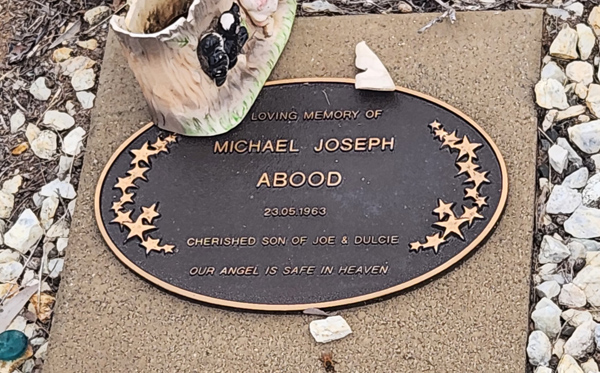 LOVING MEMORY OF
MICHAEL JOSEPH
ABOOD
23.05.1963
CHERISHED SON OF JOE & DULCIE
OUR ANGEL IS SAFE IN HEAVEN